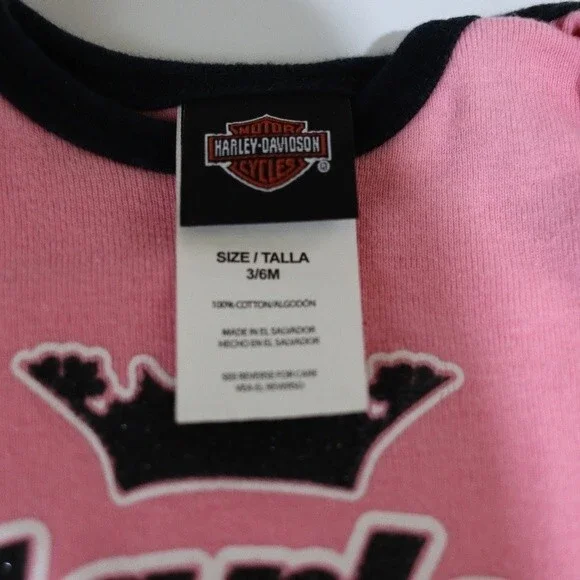 MOTOR
HARLEY-DAVIDSON
CYCLES
®
SIZE / TALLA
3/6M
100% COTTON/ALGODÓN
MADE IN EL SALVADOR
HECHO EN EL SALVADOR
SEE REVERSE FOR CARE
VEA EL REVERSO